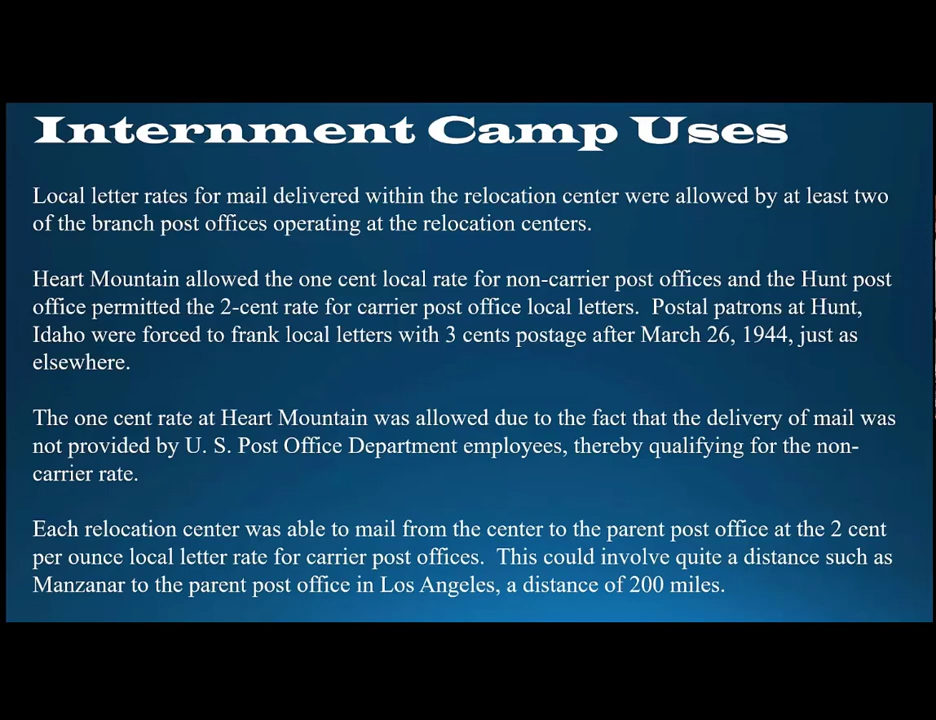 Internment Camp Uses
Local letter rates for mail delivered within the relocation center were allowed by at least two
of the branch post offices operating at the relocation centers.
Heart Mountain allowed the one cent local rate for non-carrier post offices and the Hunt post
office permitted the 2-cent rate for carrier post office local letters.  Postal patrons at Hunt,
Idaho were forced to frank local letters with 3 cents postage after March 26, 1944, just as
elsewhere.
The one cent rate at Heart Mountain was allowed due to the fact that the delivery of mail was
not provided by U. S. Post Office Department employees, thereby qualifying for the non-
carrier rate.
Each relocation center was able to mail from the center to the parent post office at the 2 cent
per ounce local letter rate for carrier post offices.  This could involve quite a distance such as
Manzanar to the parent post office in Los Angeles, a distance of 200 miles.